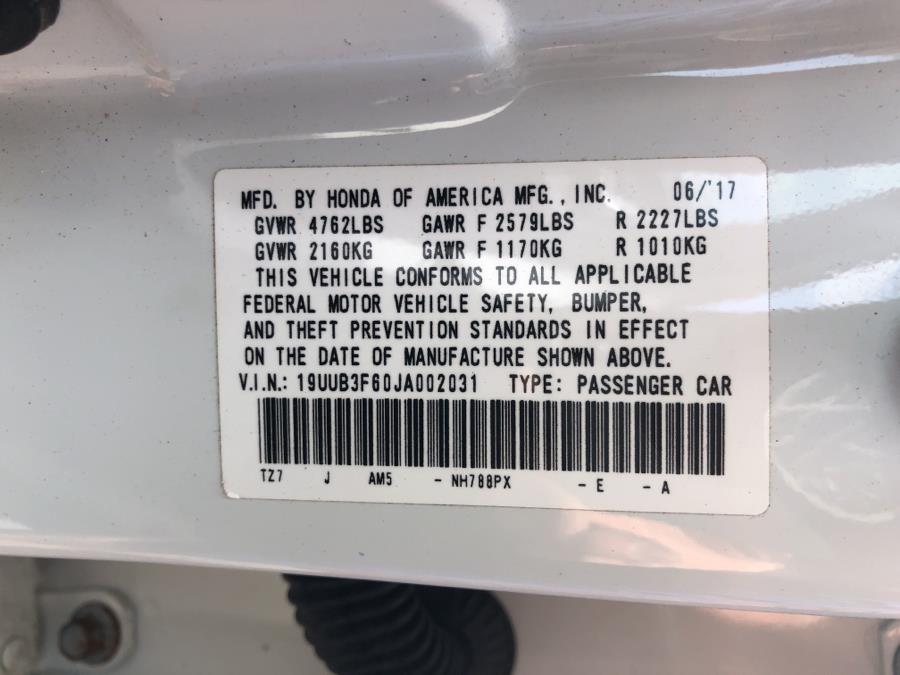 MFD. BY HONDA OF AMERICA MFG., INC. 06/'17
GVWR 4762LBS GAWR F 2579LBS R 2227LBS
GVWR 2160KG GAWR F 1170KG R 1010KG
THIS VEHICLE CONFORMS TO ALL APPLICABLE
FEDERAL MOTOR VEHICLE SAFETY, BUMPER,
AND THEFT PREVENTION STANDARDS IN EFFECT
ON THE DATE OF MANUFACTURE SHOWN ABOVE.
V.I.N.: 19UUB3F60JA002031 TYPE: PASSENGER CAR
TZ7 J AM5 - NH788PX - E - A